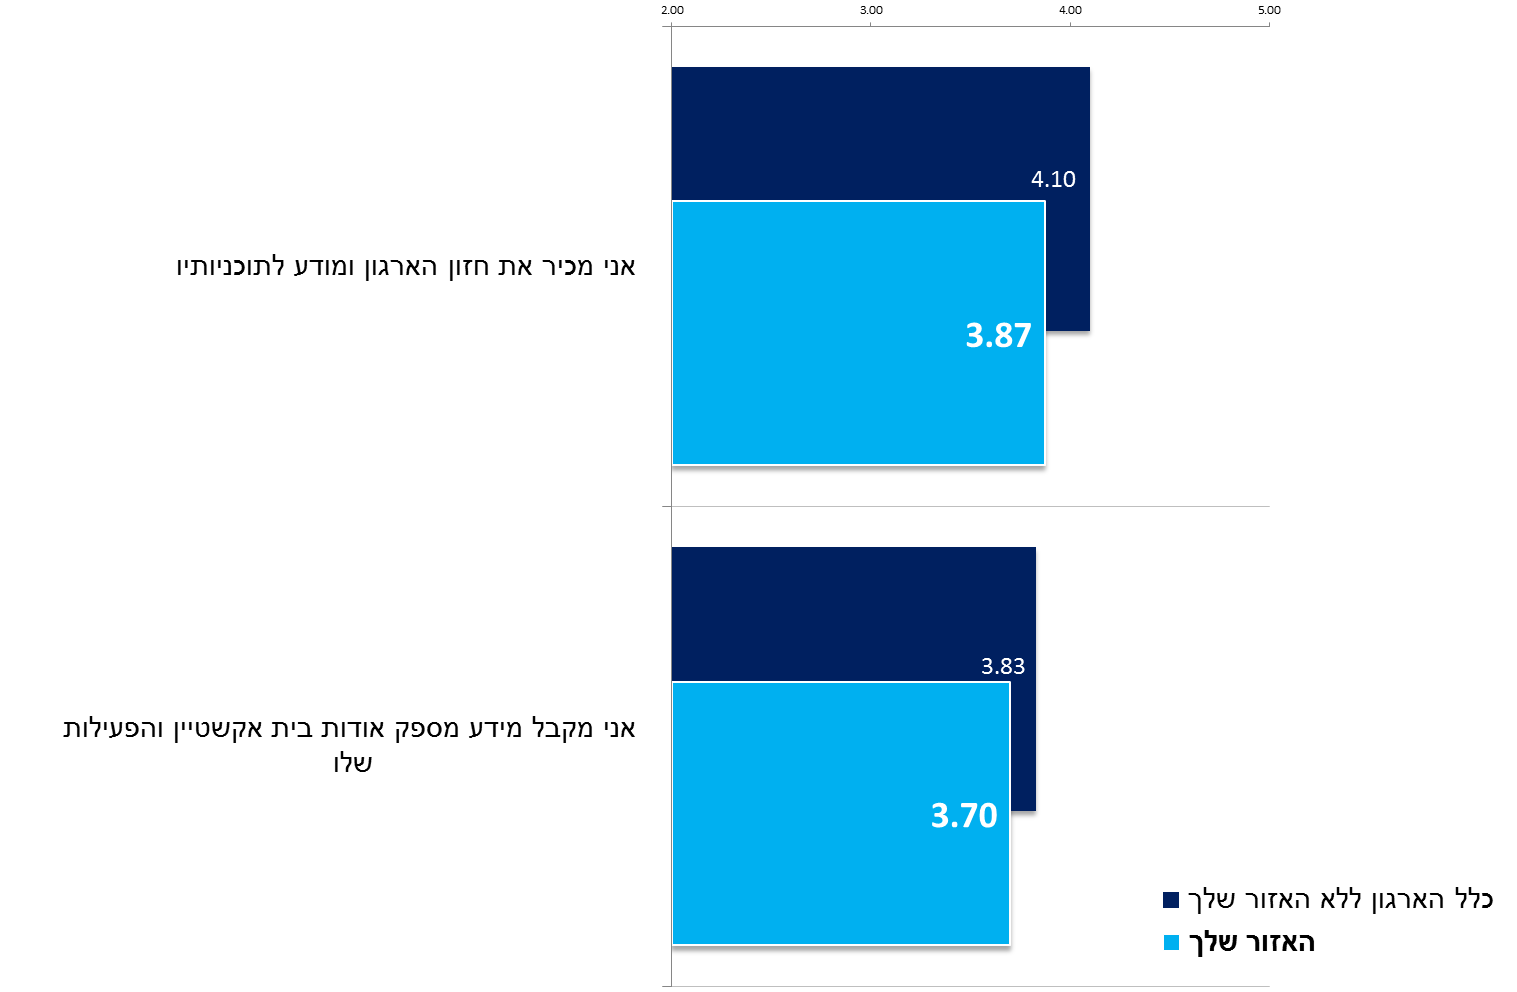 2.00 3.00 4.00 5.00
4.10
אני מכיר את חזון הארגון ומודע לתוכניותיו
3.87
3.83
אני מקבל מידע מספק אודות בית אקשטיין והפעילות
שלו
3.70
כלל הארגון ללא האזור שלך
האזור שלך